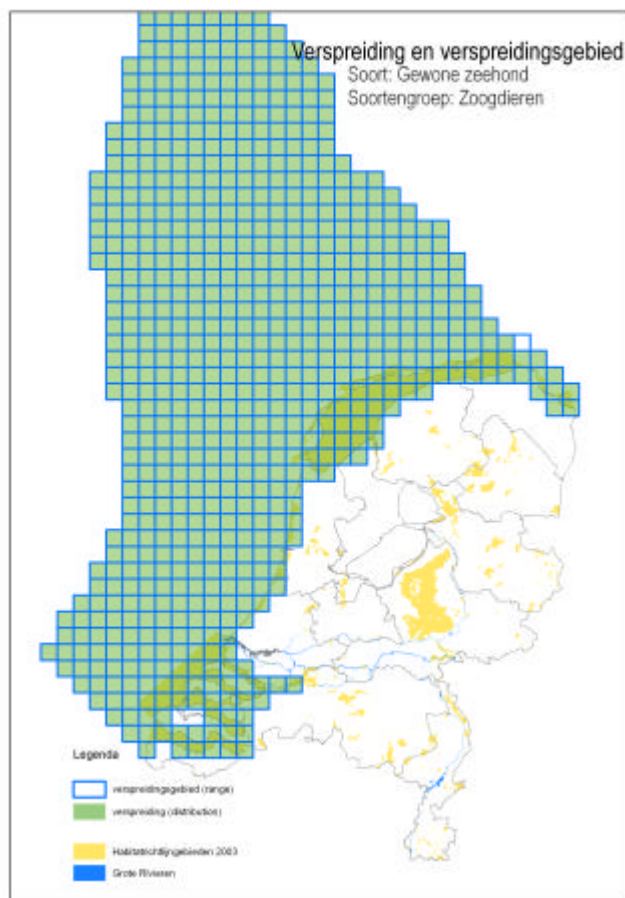 Verspreiding en verspreidingsgebied
Soort: Gewone zeehond
Soortengroep: Zoogdieren
Legenda
verspreidingsgebied (range)
verspreiding (distribution)
Habitatrichtlijngebieden 2003
Grote Rivieren